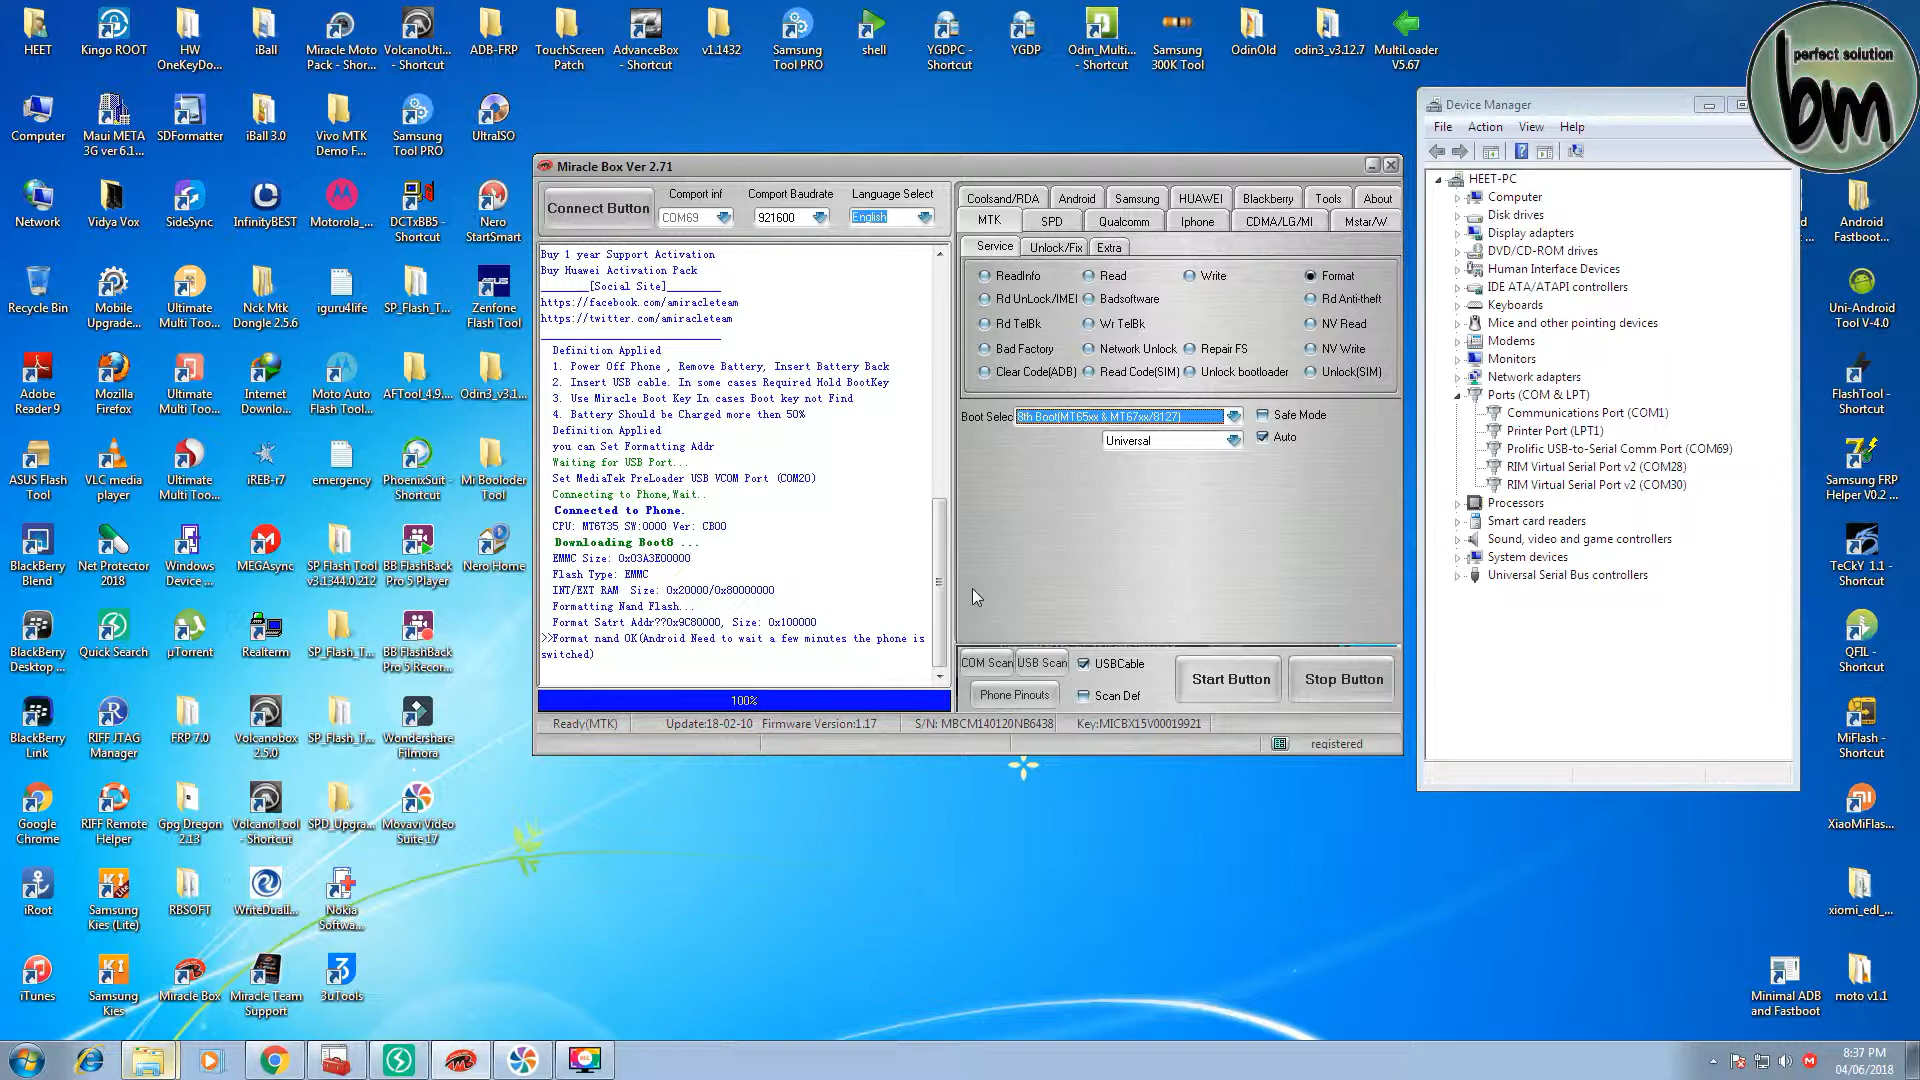 HEET
Kingo ROOT
HW
OneKeyDo...
iBall
Miracle Moto
Pack - Shor...
VolcanoUti...
- Shortcut
ADB-FRP
TouchScreen
Patch
AdvanceBox
- Shortcut
v1.1432
Samsung
Tool PRO
shell
YGDPC -
Shortcut
YGDP
Odin_Multi...
- Shortcut
Samsung
300K Tool
OdinOld
odin3_v3.12.7
MultiLoader
V5.67
perfect solution
bm
Computer
Maui META
3G ver 6.1...
SDFormatter
iBall 3.0
Vivo MTK
Demo F...
Samsung
Tool PRO
UltraISO
Network
Vidya Vox
SideSync
InfinityBEST
Motorola_...
DCTxBB5 -
Shortcut
Nero
StartSmart
Recycle Bin
Mobile
Upgrade...
Ultimate
Multi Too...
Nck Mtk
Dongle 2.5.6
iguru4life
SP_Flash_T...
Zenfone
Flash Tool
Adobe
Reader 9
Mozilla
Firefox
Ultimate
Multi Too...
Internet
Downlo...
Moto Auto
Flash Tool...
AFTool_4.9....
Odin3_v3.1...
ASUS Flash
Tool
VLC media
player
Ultimate
Multi Too...
iREB-r7
emergency
PhoenixSuit -
Shortcut
Mi Booloder
Tool
BlackBerry
Blend
Net Protector
2018
Windows
Device ...
MEGAsync
SP Flash Tool
v3.1344.0.212
BB FlashBack
Pro 5 Player
Nero Home
BlackBerry
Desktop ...
Quick Search
µTorrent
Realterm
SP_Flash_T...
BB FlashBack
Pro 5 Recor...
BlackBerry
Link
RIFF JTAG
Manager
FRP 7.0
Volcanobox
2.5.0
SP_Flash_T...
Wondershare
Filmora
Google
Chrome
RIFF Remote
Helper
Gpg Dregon
2.13
VolcanoTool
- Shortcut
SPD_Upgra...
Movavi Video
Suite 17
iRoot
Samsung
Kies (Lite)
RBSOFT
WriteDualI...
Nokia
Softwa...
iTunes
Samsung
Kies
Miracle Box
Miracle Team
Support
3uTools
Miracle Box Ver 2.71
Connect Button
Comport inf
COM69
Comport Baudrate
921600
Language Select
English
Buy 1 year Support Activation
Buy Huawei Activation Pack
________[Social Site]_________
https://facebook.com/amiracleteam
https://twitter.com/amiracleteam
Definition Applied
1. Power Off Phone , Remove Battery, Insert Battery Back
2. Insert USB cable. In some cases Required Hold BootKey
3. Use Miracle Boot Key In cases Boot key not Find
4. Battery Should be Charged more then 50%
Definition Applied
you can Set Formatting Addr
Waiting for USB Port...
Set MediaTek PreLoader USB VCOM Port (COM20)
Connecting to Phone,Wait..
Connected to Phone.
CPU: MT6735 SW:0000 Ver: CB00
Downloading Boot8 ...
EMMC Size: 0x03A3E00000
Flash Type: EMMC
INT/EXT RAM Size: 0x20000/0x80000000
Formatting Nand Flash...
Format Satrt Addr??0x9C80000, Size: 0x100000
>>Format nand OK(Android Need to wait a few minutes the phone is
switched)
100%
Coolsand/RDA
Android
Samsung
HUAWEI
Blackberry
Tools
About
MTK
SPD
Qualcomm
Iphone
CDMA/LG/MI
Mstar/W
Service
Unlock/Fix
Extra
ReadInfo
Read
Write
Format
Rd UnLock/IMEI
Badsoftware
Rd Anti-theft
Rd TelBk
Wr TelBk
NV Read
Bad Factory
Network Unlock
Repair FS
NV Write
Clear Code(ADB)
Read Code(SIM)
Unlock bootloader
Unlock(SIM)
Boot Selec
8th Boot(MT65xx & MT67xx/8127)
Safe Mode
Universal
Auto
COM Scan
USB Scan
USBCable
Phone Pinouts
Scan Def
Start Button
Stop Button
Ready(MTK)
Update:18-02-10
Firmware Version:1.17
S/N: MBCM140120NB6438
Key:MICBX15V00019921
registered
Device Manager
File
Action
View
Help
HEET-PC
Computer
Disk drives
Display adapters
DVD/CD-ROM drives
Human Interface Devices
IDE ATA/ATAPI controllers
Keyboards
Mice and other pointing devices
Modems
Monitors
Network adapters
Ports (COM & LPT)
Communications Port (COM1)
Printer Port (LPT1)
Prolific USB-to-Serial Comm Port (COM69)
RIM Virtual Serial Port v2 (COM28)
RIM Virtual Serial Port v2 (COM30)
Processors
Smart card readers
Sound, video and game controllers
System devices
Universal Serial Bus controllers
Android
Fastboot...
Uni-Android
Tool V-4.0
FlashTool -
Shortcut
Samsung FRP
Helper V0.2 ...
TeCkY 1.1 -
Shortcut
QFIL -
Shortcut
MiFlash -
Shortcut
XiaoMiFlas...
xiomi_edl_...
Minimal ADB
and Fastboot
moto v1.1
8:37 PM
04/06/2018